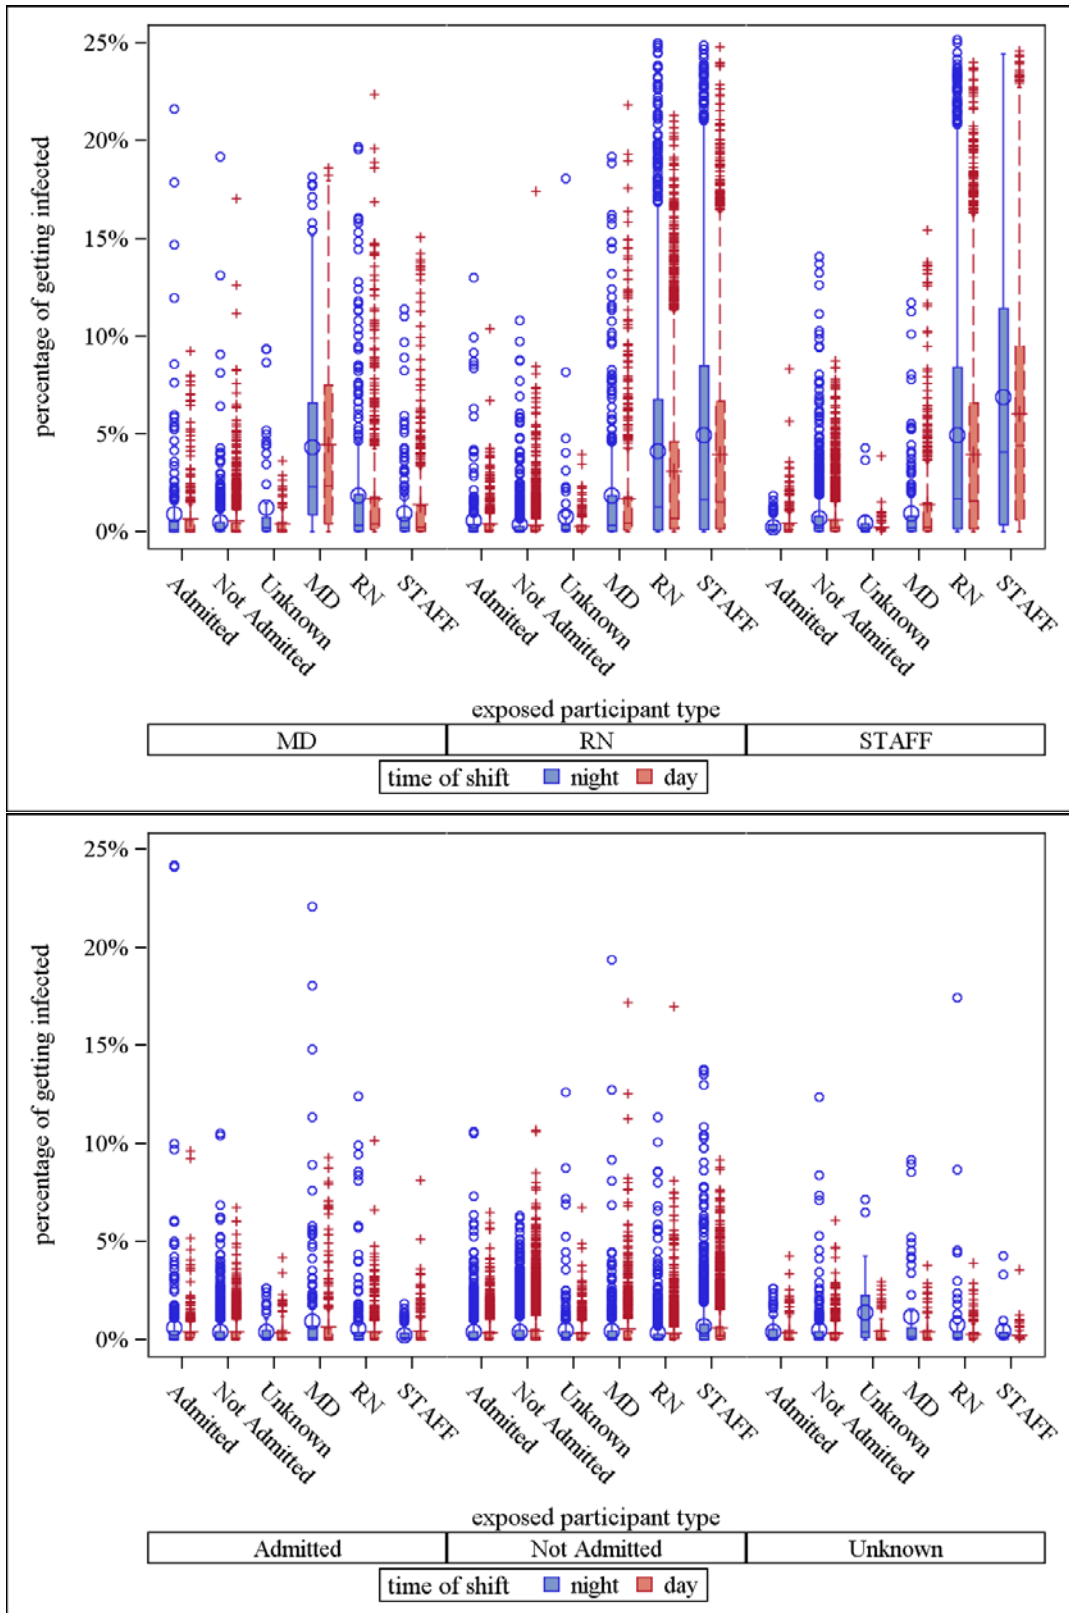 percentage of getting infected
25%
20%
15%
10%
5%
0%
Admitted
Not Admitted
Unknown
MD
RN
STAFF
Admitted
Not Admitted
Unknown
MD
RN
STAFF
Admitted
Not Admitted
Unknown
MD
RN
STAFF
exposed participant type
MD RN STAFF
time of shift night day
percentage of getting infected
25%
20%
15%
10%
5%
0%
Admitted
Not Admitted
Unknown
MD
RN
STAFF
Admitted
Not Admitted
Unknown
MD
RN
STAFF
Admitted
Not Admitted
Unknown
MD
RN
STAFF
exposed participant type
Admitted Not Admitted Unknown
time of shift night day